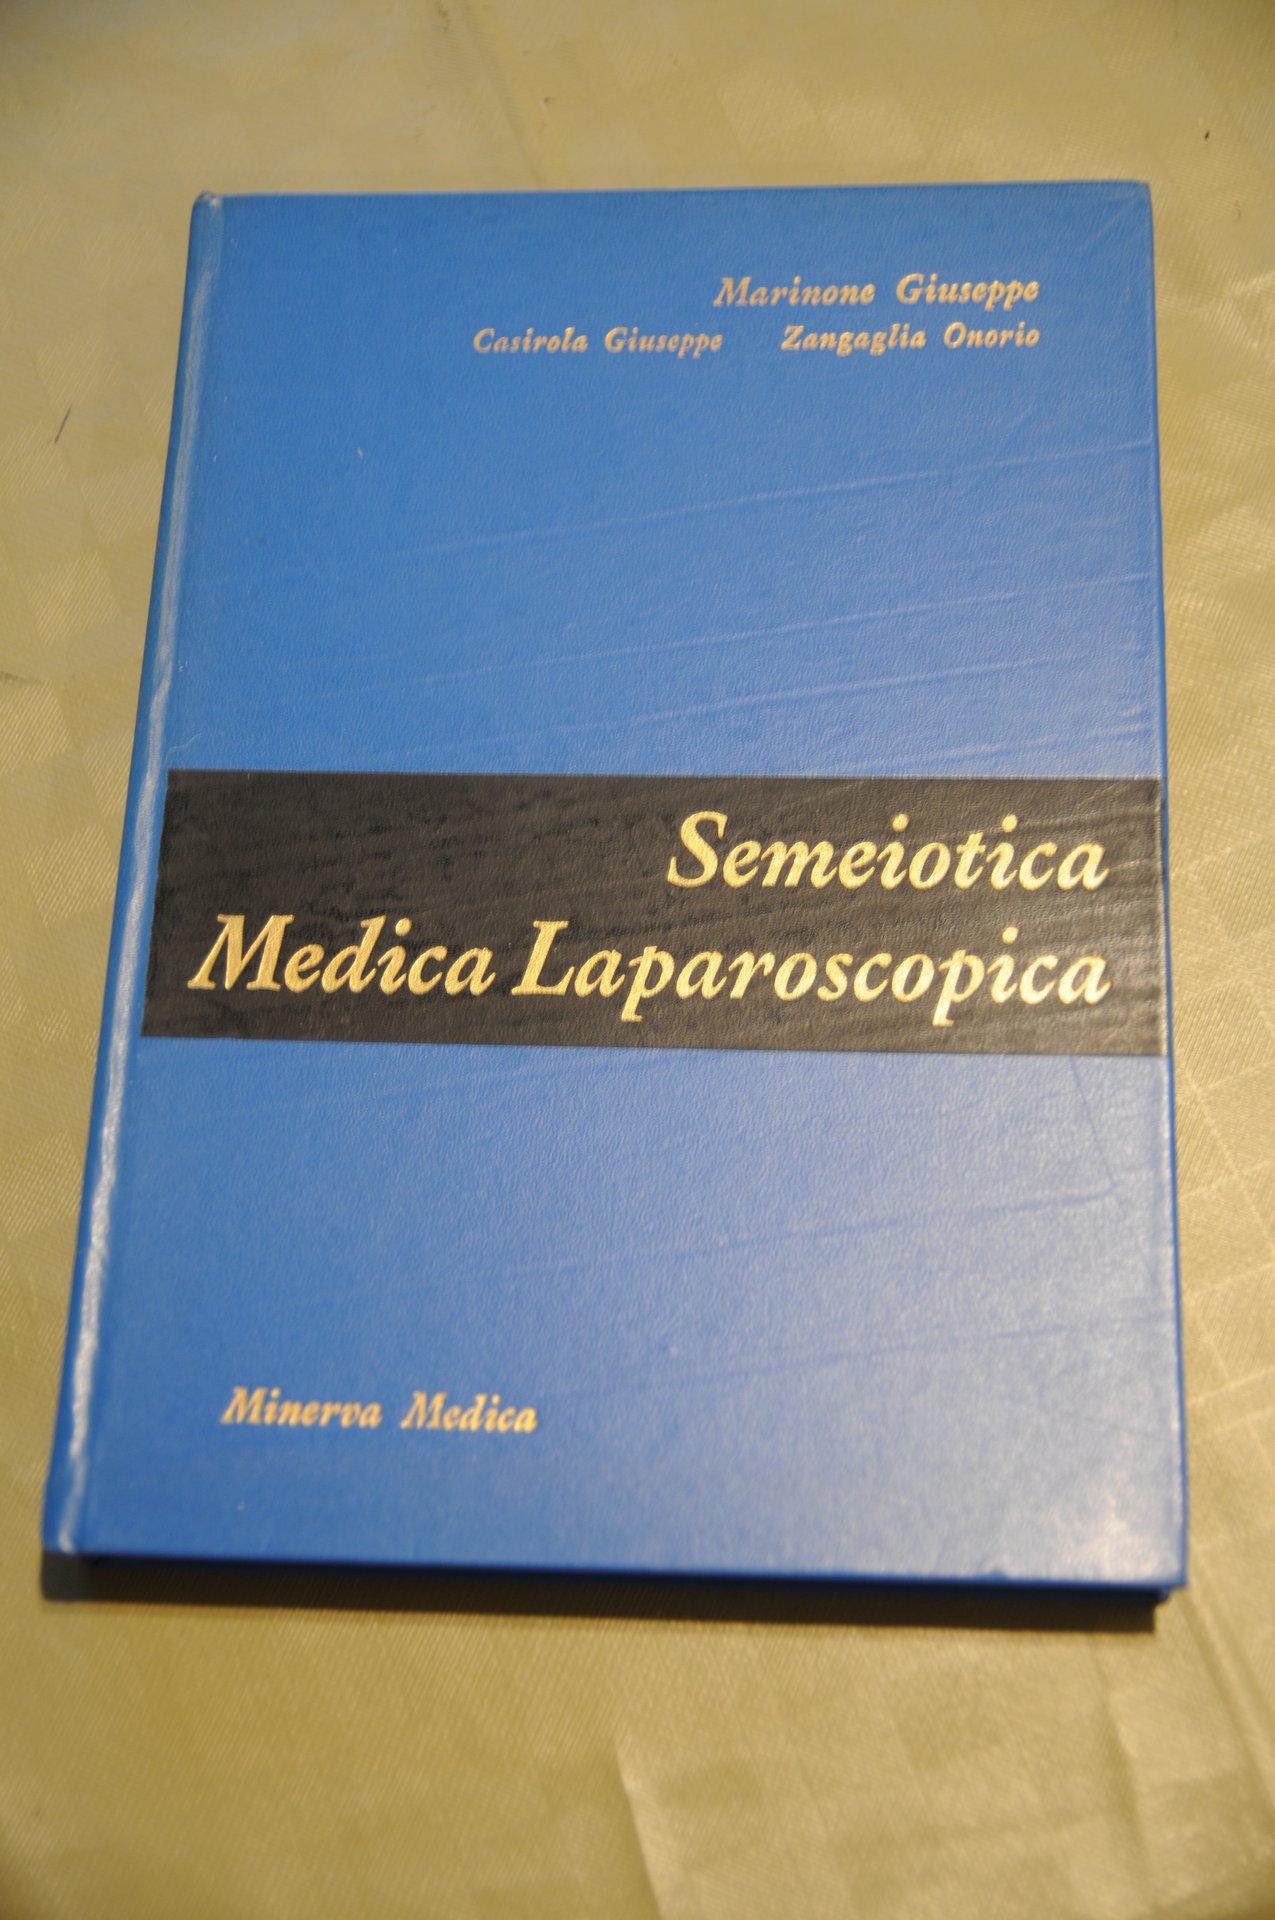 Marinone Giuseppe
Casirola Giuseppe Zangaglia Onorio
Semeiotica
Medica Laparoscopica
Minerva Medica